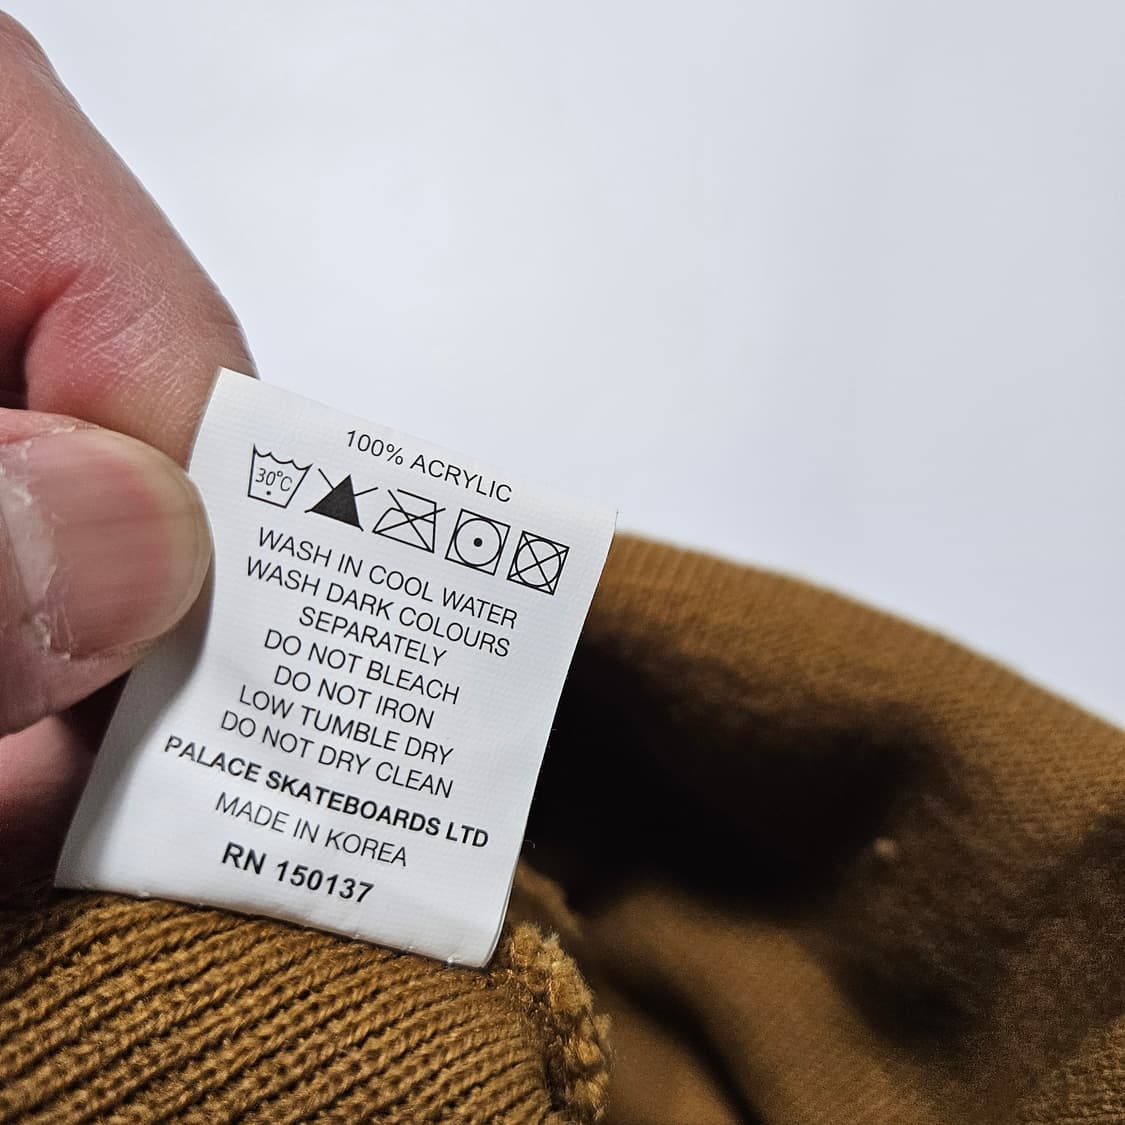 100% ACRYLIC
30°C
WASH IN COOL WATER
WASH DARK COLOURS
SEPARATELY
DO NOT BLEACH
DO NOT IRON
LOW TUMBLE DRY
DO NOT DRY CLEAN
PALACE SKATEBOARDS LTD
MADE IN KOREA
RN 150137